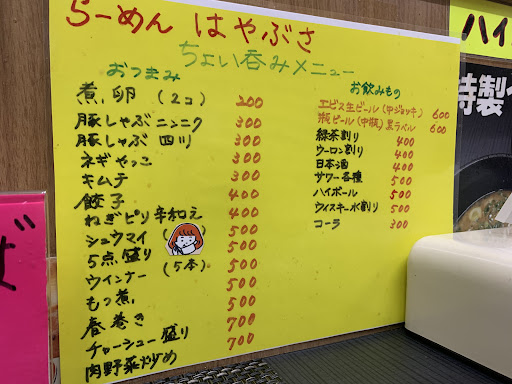 らーめん はやぶさ
ちょい呑みメニュー
おつまみ
煮卵 (2コ) 200
豚しゃぶニンニク 300
豚しゃぶ 四川 300
ネギやっこ 300
キムチ 300
餃子 400
ねぎピリ辛和え 400
シュウマイ ( 500
5点盛り 500
ウインナー (5本) 500
もつ煮 500
春巻き 500
チャーシュー盛り 700
肉野菜炒め 700
お飲みもの
エビス生ビール (中ジョッキ) 600
瓶ビール (中瓶) 黒ラベル 600
緑茶割り 400
ウーロン割り 400
日本酒 400
サワー各種 500
ハイボール 500
ウィスキー水割り 500
コーラ 300
ハイ
特製
ば